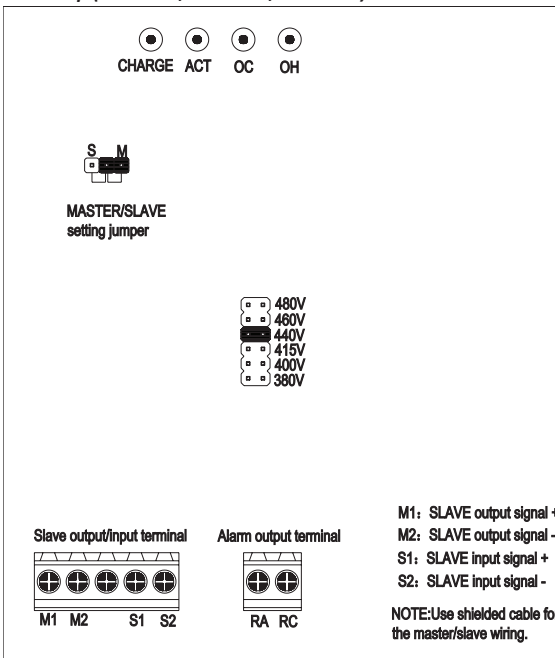 CHARGE ACT OC OH
S M
MASTER/SLAVE
setting jumper
480V
460V
440V
415V
400V
380V
Slave output/input terminal
M1 M2 S1 S2
Alarm output terminal
RA RC
M1: SLAVE output signal +
M2: SLAVE output signal -
S1: SLAVE input signal +
S2: SLAVE input signal -
NOTE:Use shielded cable fo
the master/slave wiring.